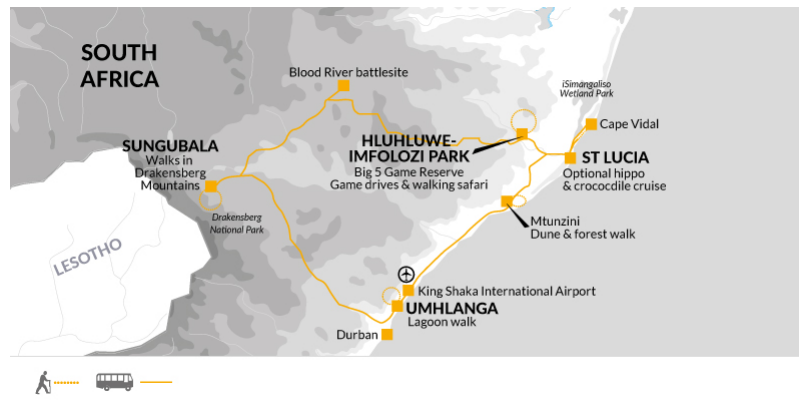 SOUTH
AFRICA
Blood River battlesite
iSimangaliso
Wetland Park
Cape Vidal
SUNGUBALA
Walks in
Drakensberg
Mountains
HLUHLUWE-
IMFOLOZI PARK
Big 5 Game Reserve
Game drives & walking safari
ST LUCIA
Optional hippo
& crococdile cruise
Drakensberg
National Park
Mtunzini
Dune & forest walk
LESOTHO
King Shaka International Airport
UMHLANGA
Lagoon walk
Durban